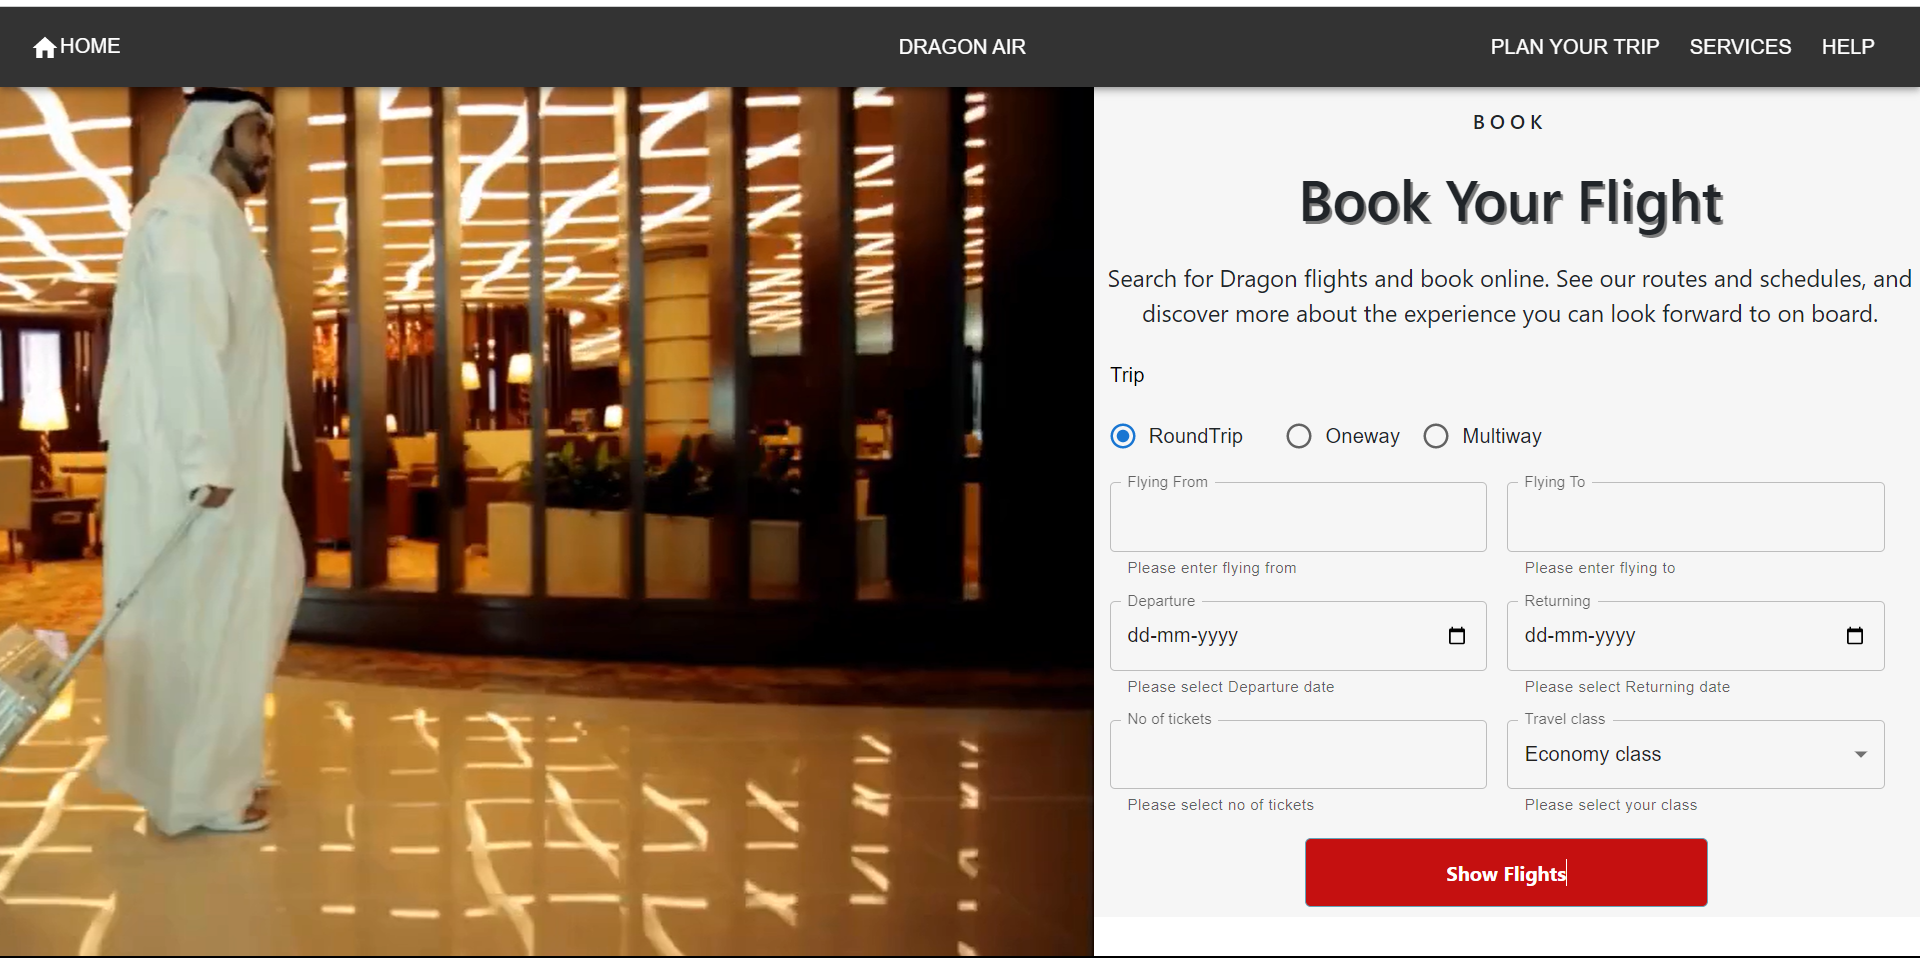 HOME
DRAGON AIR
PLAN YOUR TRIP
SERVICES
HELP
BOOK
Book Your Flight
Search for Dragon flights and book online. See our routes and schedules, and
discover more about the experience you can look forward to on board.
Trip
RoundTrip
Oneway
Multiway
Flying From
Flying To
Please enter flying from
Please enter flying to
Departure
Returning
dd-mm-yyyy
dd-mm-yyyy
Please select Departure date
Please select Returning date
No of tickets
Travel class
Economy class
Please select no of tickets
Please select your class
Show Flights